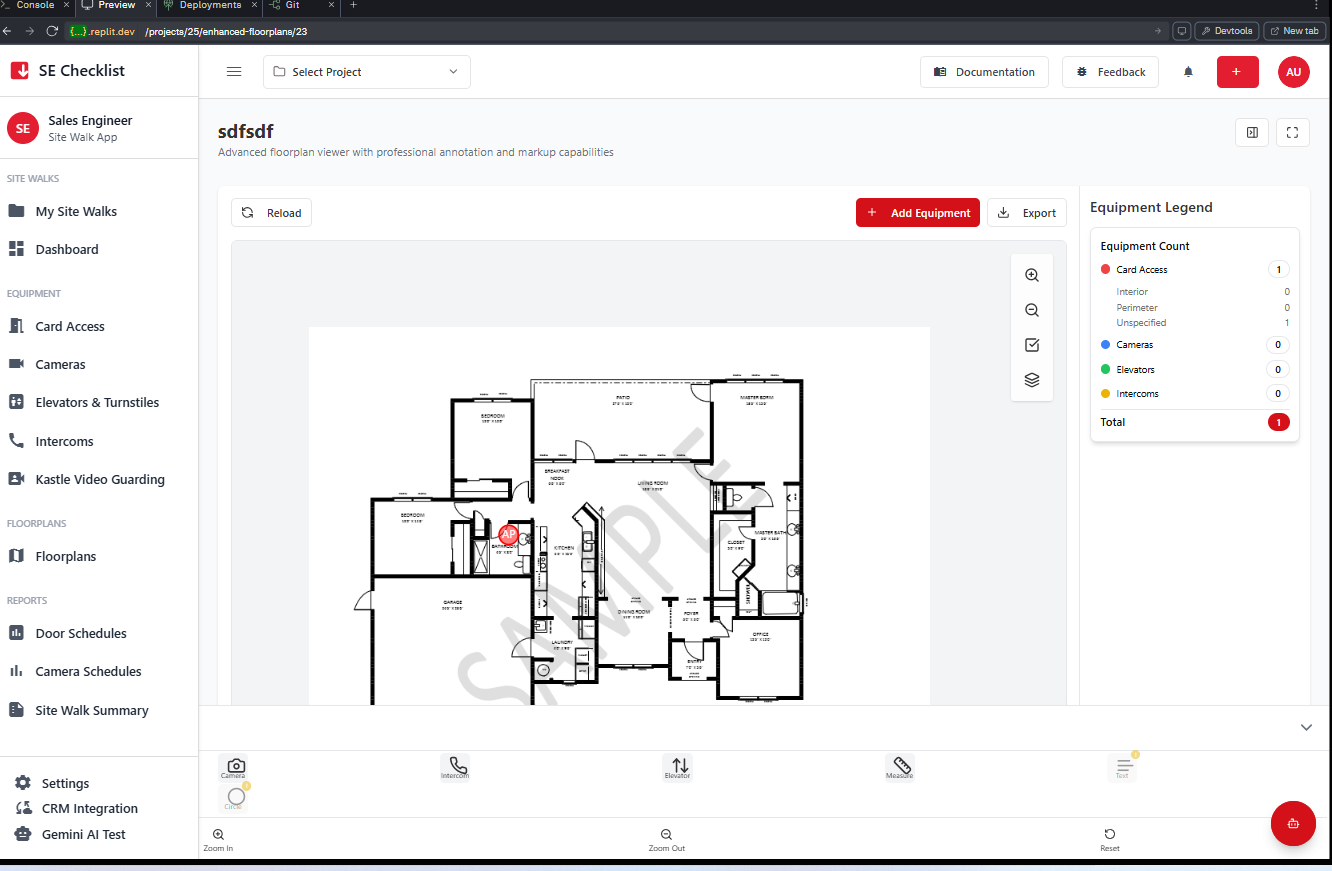 Console × Preview × Deployments × Git × +
{...}.replit.dev /projects/25/enhanced-floorplans/23 Devtools New tab
SE Checklist
Select Project
Documentation
Feedback
AU
SE
Sales Engineer
Site Walk App
sdfsdf
Advanced floorplan viewer with professional annotation and markup capabilities
SITE WALKS
My Site Walks
Dashboard
EQUIPMENT
Card Access
Cameras
Elevators & Turnstiles
Intercoms
Kastle Video Guarding
FLOORPLANS
Floorplans
REPORTS
Door Schedules
Camera Schedules
Site Walk Summary
Settings
CRM Integration
Gemini AI Test
Reload
+ Add Equipment
Export
PATIO
MASTER BDRM
BEDROOM
BREAKFAST
NOOK
LIVING ROOM
BEDROOM
AP
BATHROOM
KITCHEN
CLOSET
MASTER BATH
SHOWER
GARAGE
DINING ROOM
FOYER
LAUNDRY
OFFICE
ENTRY
SAMPLE
Equipment Legend
Equipment Count
Card Access 1
Interior 0
Perimeter 0
Unspecified 1
Cameras 0
Elevators 0
Intercoms 0
Total 1
Camera
Intercom
Elevator
Measure
Text
Circle
Zoom In
Zoom Out
Reset